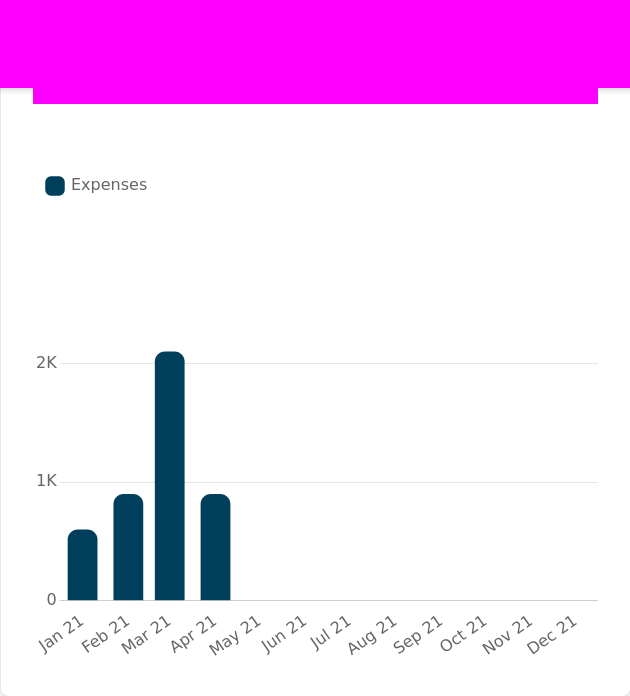 Expenses
2K
1K
0
Jan 21
Feb 21
Mar 21
Apr 21
May 21
Jun 21
Jul 21
Aug 21
Sep 21
Oct 21
Nov 21
Dec 21